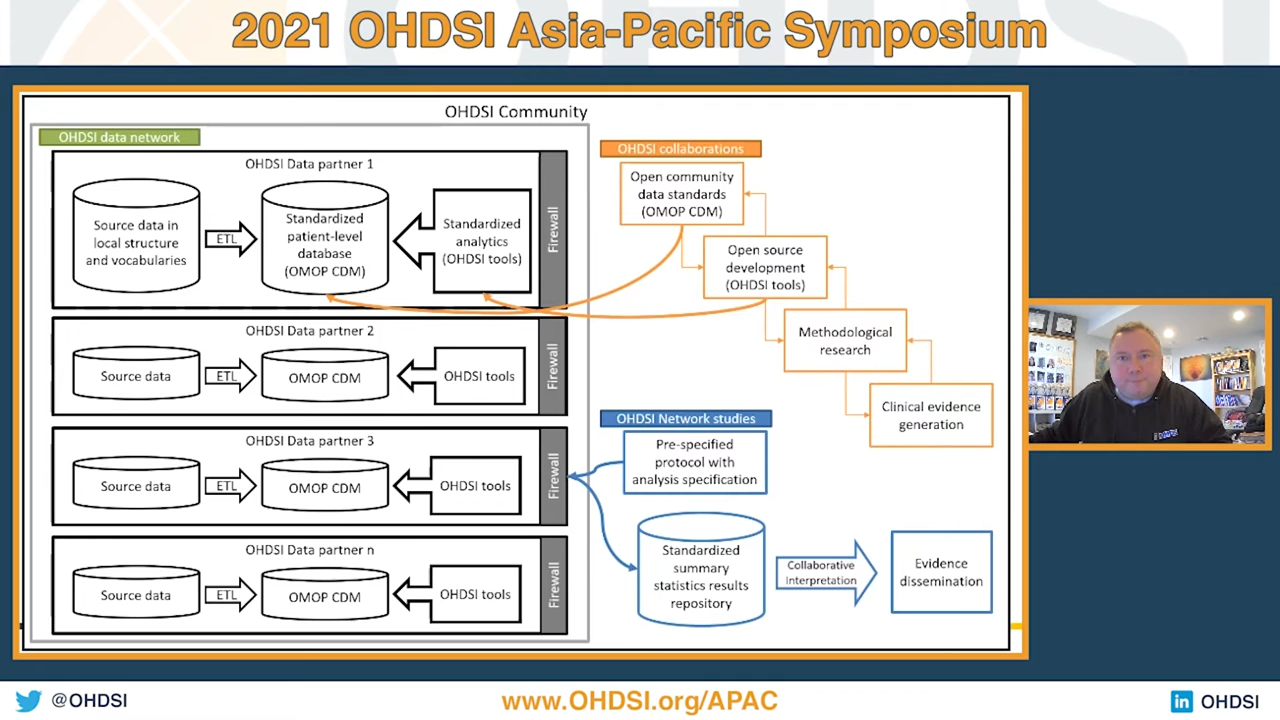 2021 OHDSI Asia-Pacific Symposium
OHDSI Community
OHDSI data network
OHDSI Data partner 1
Source data in
local structure
and vocabularies
ETL
Standardized
patient-level
database
(OMOP CDM)
Standardized
analytics
(OHDSI tools)
Firewall
OHDSI Data partner 2
Source data
ETL
OMOP CDM
OHDSI tools
Firewall
OHDSI Data partner 3
Source data
ETL
OMOP CDM
OHDSI tools
Firewall
OHDSI Data partner n
Source data
ETL
OMOP CDM
OHDSI tools
Firewall
OHDSI collaborations
Open community
data standards
(OMOP CDM)
Open source
development
(OHDSI tools)
Methodological
research
Clinical evidence
generation
OHDSI Network studies
Pre-specified
protocol with
analysis specification
Standardized
summary
statistics results
repository
Collaborative
Interpretation
Evidence
dissemination
@OHDSI
www.OHDSI.org/APAC
in OHDSI